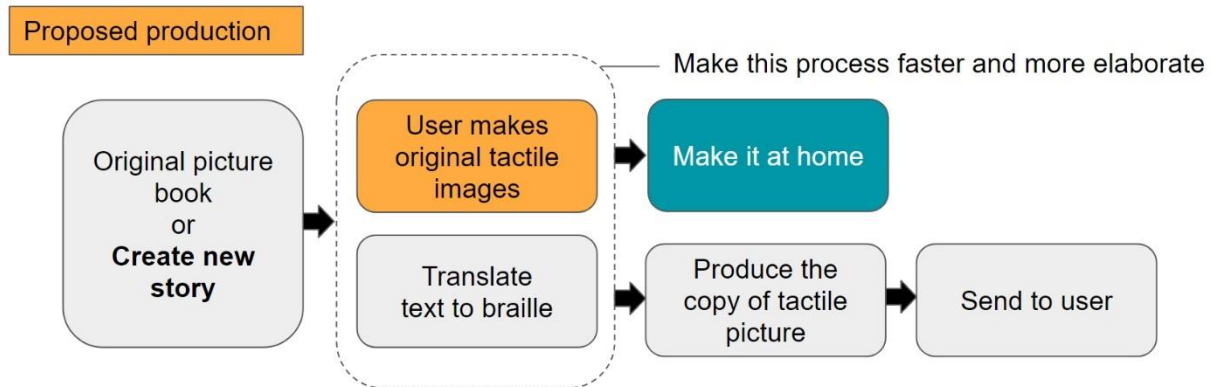 Proposed production
Make this process faster and more elaborate
Original picture
book
or
Create new
story
User makes
original tactile
images
Make it at home
Translate
text to braille
Produce the
copy of tactile
picture
Send to user